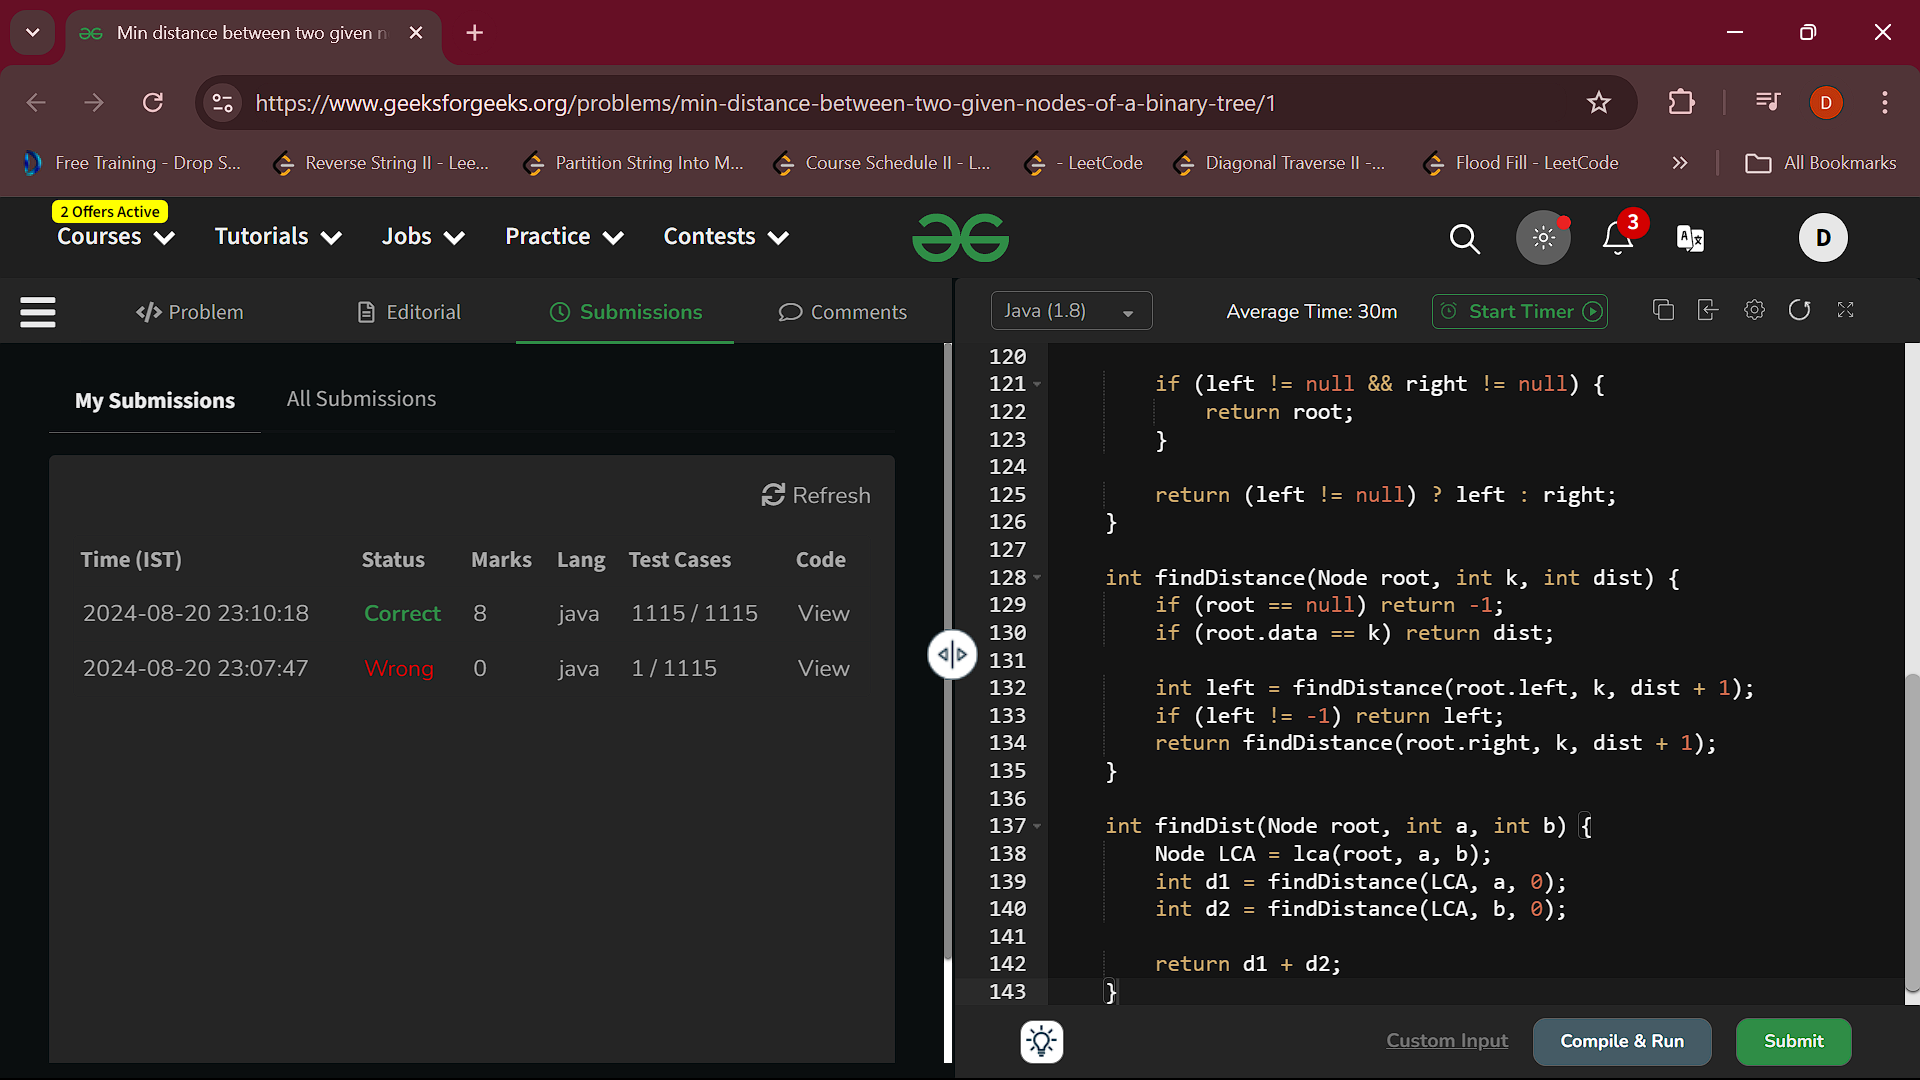 Min distance between two given n
https://www.geeksforgeeks.org/problems/min-distance-between-two-given-nodes-of-a-binary-tree/1
D
Free Training - Drop S...
Reverse String II - Lee...
Partition String Into M...
Course Schedule II - L...
- LeetCode
Diagonal Traverse II -...
Flood Fill - LeetCode
All Bookmarks
2 Offers Active
Courses
Tutorials
Jobs
Practice
Contests
3
D
</> Problem
Editorial
Submissions
Comments
Java (1.8)
Average Time: 30m
Start Timer
My Submissions
All Submissions
Refresh
Time (IST) Status Marks Lang Test Cases Code
2024-08-20 23:10:18 Correct 8 java 1115 / 1115 View
2024-08-20 23:07:47 Wrong 0 java 1 / 1115 View
120
121 if (left != null && right != null) {
122 return root;
123 }
124
125 return (left != null) ? left : right;
126 }
127
128 int findDistance(Node root, int k, int dist) {
129 if (root == null) return -1;
130 if (root.data == k) return dist;
131
132 int left = findDistance(root.left, k, dist + 1);
133 if (left != -1) return left;
134 return findDistance(root.right, k, dist + 1);
135 }
136
137 int findDist(Node root, int a, int b) {
138 Node LCA = lca(root, a, b);
139 int d1 = findDistance(LCA, a, 0);
140 int d2 = findDistance(LCA, b, 0);
141
142 return d1 + d2;
143 }
Custom Input
Compile & Run
Submit